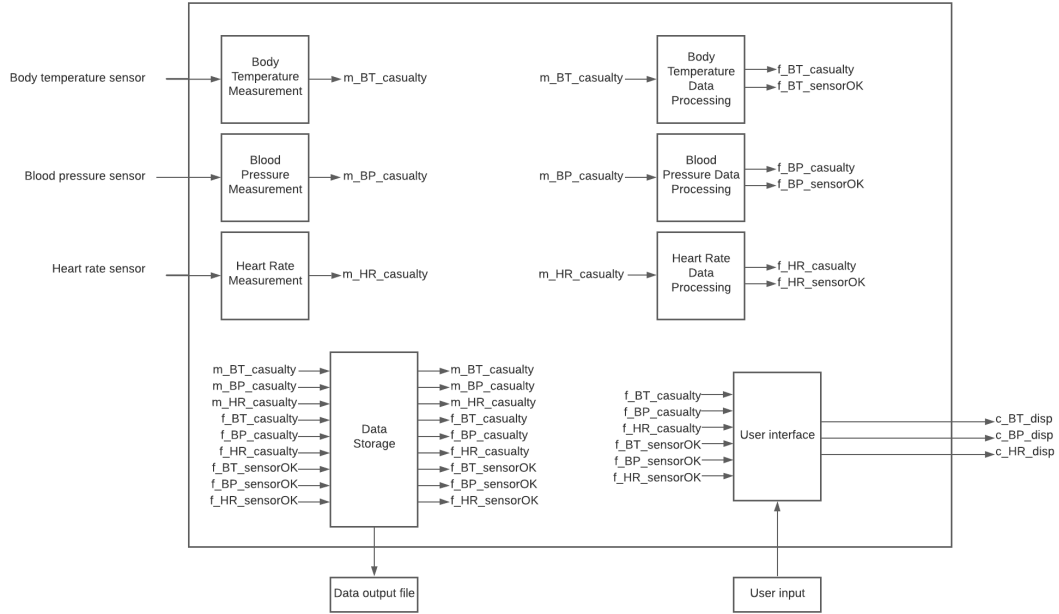 Body temperature sensor
Body
Temperature
Measurement
m_BT_casualty
m_BT_casualty
Body
Temperature
Data
Processing
f_BT_casualty
f_BT_sensorOK
Blood pressure sensor
Blood
Pressure
Measurement
m_BP_casualty
m_BP_casualty
Blood
Pressure Data
Processing
f_BP_casualty
f_BP_sensorOK
Heart rate sensor
Heart Rate
Measurement
m_HR_casualty
m_HR_casualty
Heart Rate
Data
Processing
f_HR_casualty
f_HR_sensorOK
m_BT_casualty
m_BP_casualty
m_HR_casualty
f_BT_casualty
f_BP_casualty
f_HR_casualty
f_BT_sensorOK
f_BP_sensorOK
f_HR_sensorOK
Data
Storage
m_BT_casualty
m_BP_casualty
m_HR_casualty
f_BT_casualty
f_BP_casualty
f_HR_casualty
f_BT_sensorOK
f_BP_sensorOK
f_HR_sensorOK
f_BT_casualty
f_BP_casualty
f_HR_casualty
f_BT_sensorOK
f_BP_sensorOK
f_HR_sensorOK
User interface
c_BT_disp
c_BP_disp
c_HR_disp
Data output file
User input